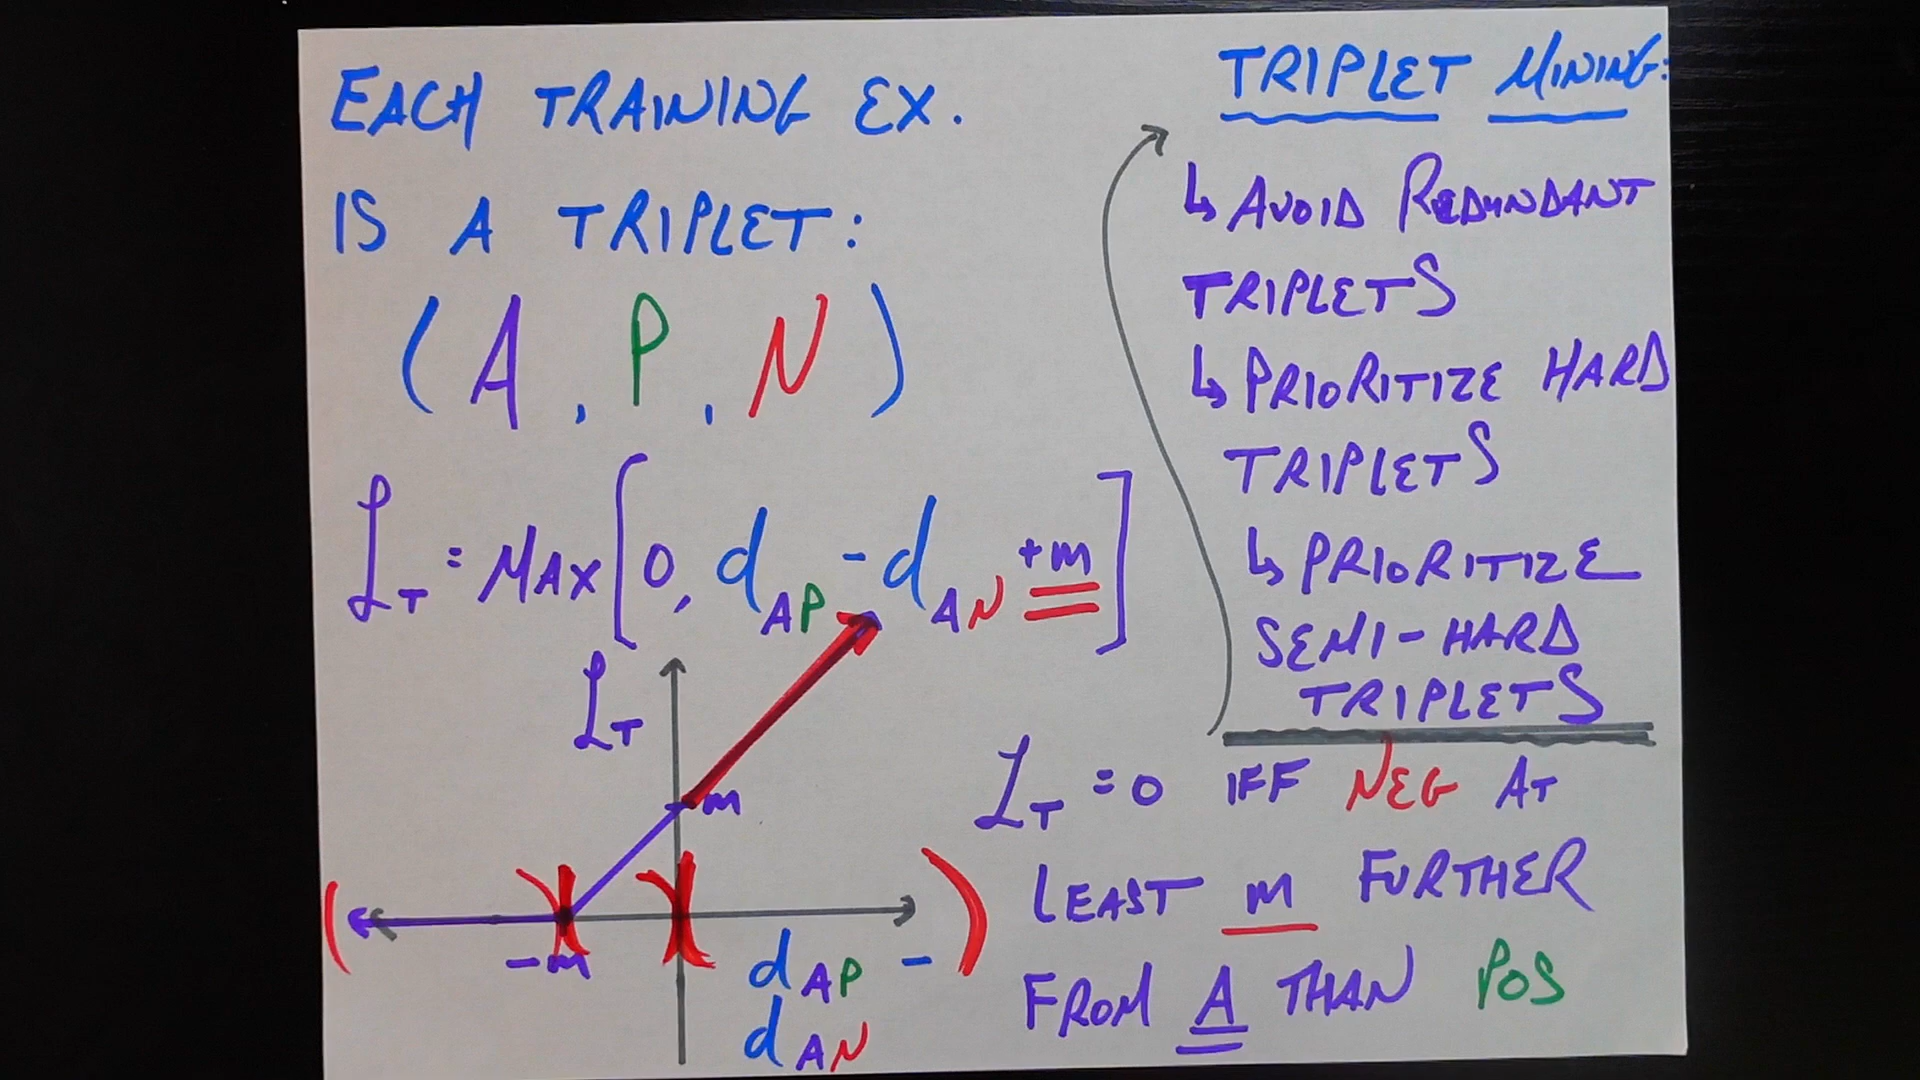 EACH TRAINING EX.
IS A TRIPLET:
(A, P, N)
ℒT = MAX[0, dAP - dAN +m]
ℒT
m
-m
dAP -
dAN
TRIPLET MINING:
↳ AVOID REDUNDANT
TRIPLETS
↳ PRIORITIZE HARD
TRIPLETS
↳ PRIORITIZE
SEMI-HARD
TRIPLETS
ℒT = 0 IFF NEG AT
LEAST m FURTHER
FROM A THAN POS